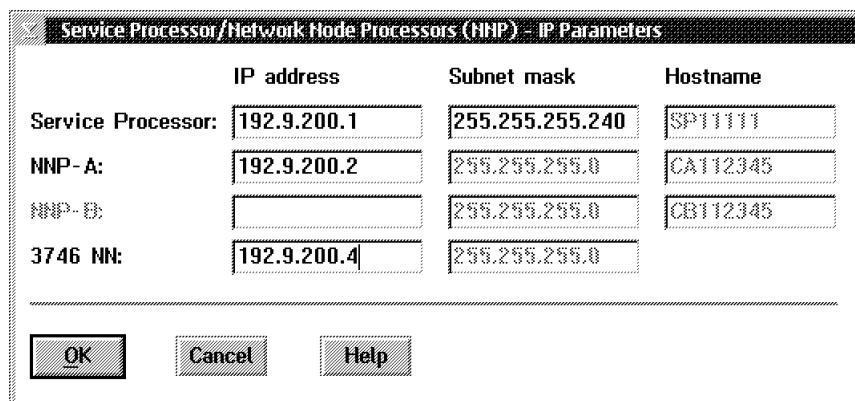 Service Processor/Network Node Processors (NNP) - IP Parameters
IP address Subnet mask Hostname
Service Processor: 192.9.200.1 255.255.255.240 SP11111
NNP-A: 192.9.200.2 255.255.255.0 CA112345
NNP-B: 255.255.255.0 CB112345
3746 NN: 192.9.200.4 255.255.255.0
OK Cancel Help